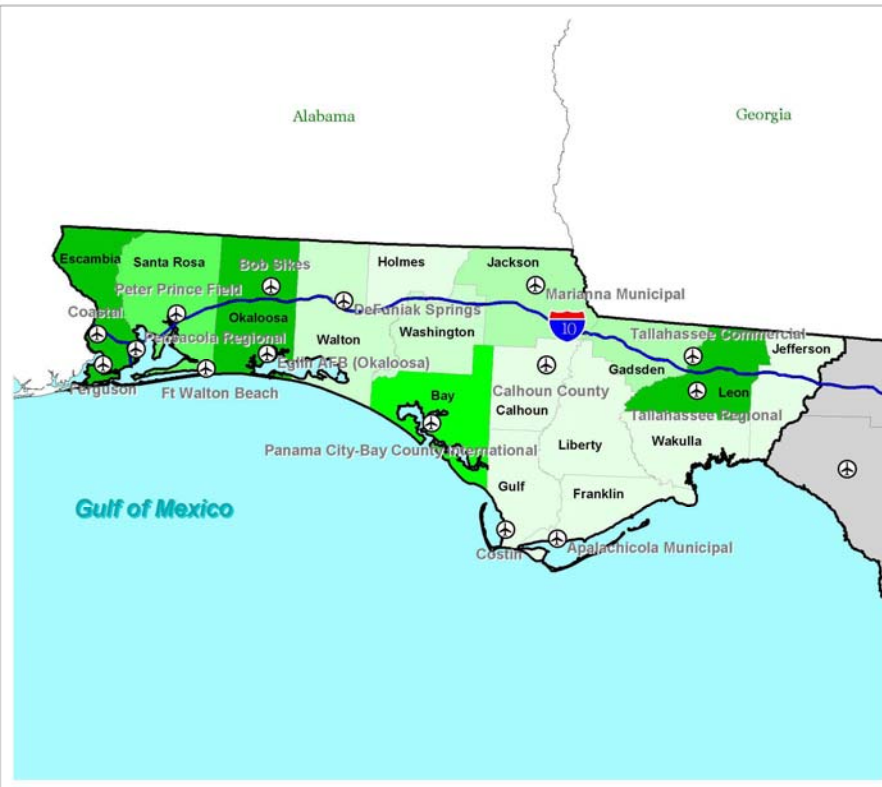 Alabama
Georgia
Escambia
Santa Rosa
Bob Sikes
Holmes
Jackson
Peter Prince Field
Marianna Municipal
Coastal
Okaloosa
DeFuniak Springs
10
Pensacola Regional
Walton
Washington
Tallahassee Commercial
Jefferson
Ferguson
Eglin AFB (Okaloosa)
Gadsden
Ft Walton Beach
Bay
Calhoun County
Leon
Calhoun
Tallahassee Regional
Panama City-Bay County International
Liberty
Wakulla
Gulf
Franklin
Gulf of Mexico
Costin
Apalachicola Municipal